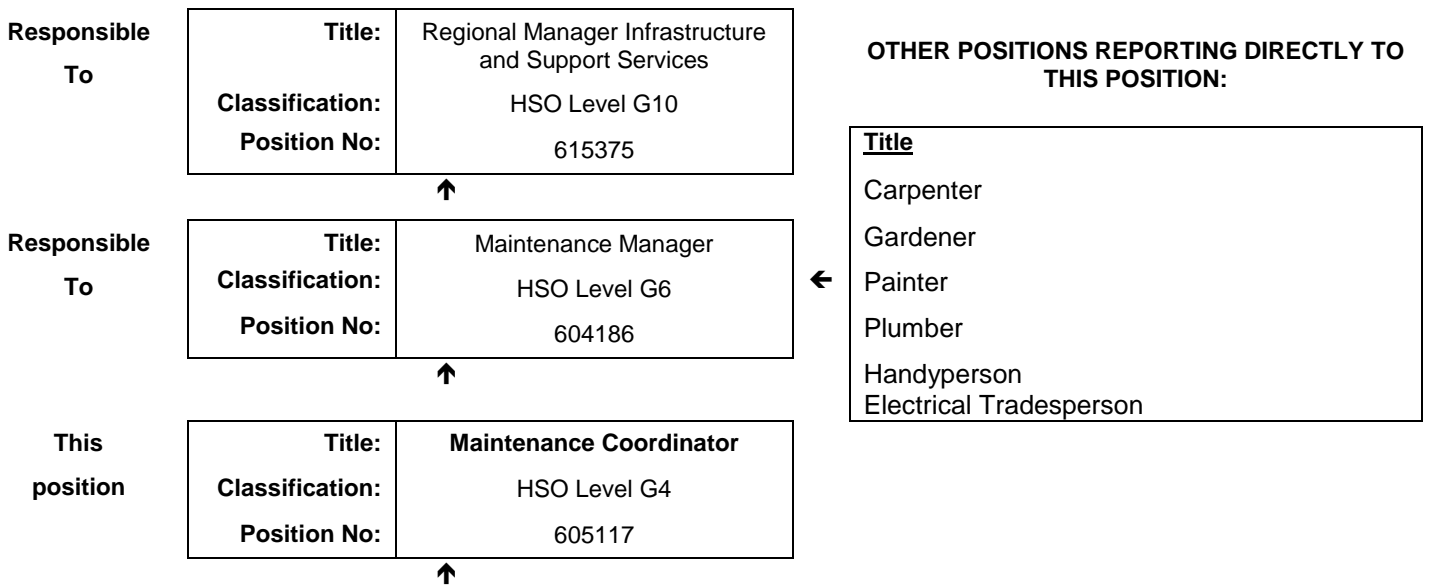 Responsible
To
Title:
Regional Manager Infrastructure
and Support Services
Classification:
HSO Level G10
Position No:
615375
🡩
Responsible
To
Title:
Maintenance Manager
Classification:
HSO Level G6
Position No:
604186
🡩
This
position
Title:
Maintenance Coordinator
Classification:
HSO Level G4
Position No:
605117
🡩
OTHER POSITIONS REPORTING DIRECTLY TO
THIS POSITION:
🡨
Title
Carpenter
Gardener
Painter
Plumber
Handyperson
Electrical Tradesperson